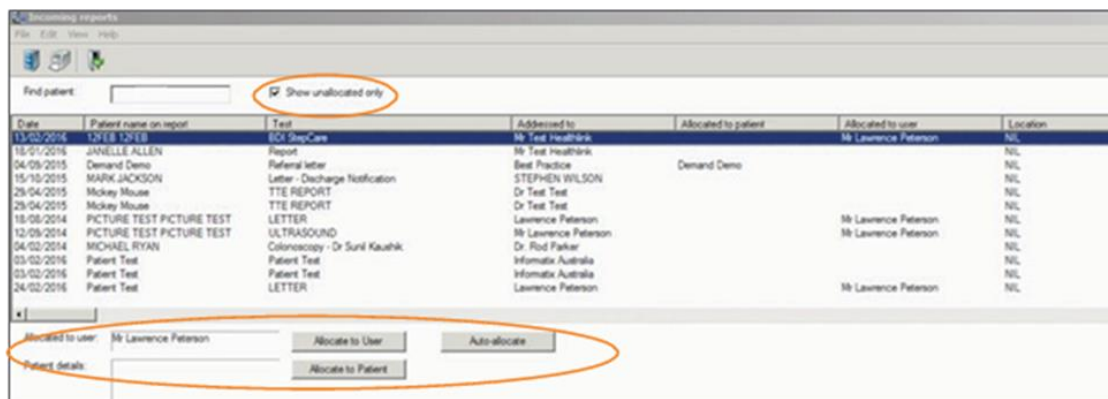 Incoming reports
File Edit View Help
Find patient: Show unallocated only
Date Patient name on report Test Addressed to Allocated to patient Allocated to user Location
13/02/2016 12FEB 12FEB BDI StepCare Mr Test Healthlink Mr Lawrence Peterson NIL
18/01/2016 JANELLE ALLEN Report Mr Test Healthlink NIL
04/09/2015 Demand Demo Referral letter Best Practice Demand Demo NIL
15/10/2015 MARK JACKSON Letter - Discharge Notification STEPHEN WILSON NIL
29/04/2015 Mickey Mouse TTE REPORT Dr Test Test NIL
29/04/2015 Mickey Mouse TTE REPORT Dr Test Test NIL
18/08/2014 PICTURE TEST PICTURE TEST LETTER Lawrence Peterson Mr Lawrence Peterson NIL
12/09/2014 PICTURE TEST PICTURE TEST ULTRASOUND Mr Lawrence Peterson Mr Lawrence Peterson NIL
04/02/2014 MICHAEL RYAN Colonoscopy - Dr Sunil Kaushik Dr. Rod Parker NIL
03/02/2016 Patient Test Patient Test Informatix Australia NIL
03/02/2016 Patient Test Patient Test Informatix Australia NIL
24/02/2016 Patient Test LETTER Lawrence Peterson Mr Lawrence Peterson NIL
Allocated to user: Mr Lawrence Peterson Allocate to User Auto-allocate
Patient details: Allocate to Patient